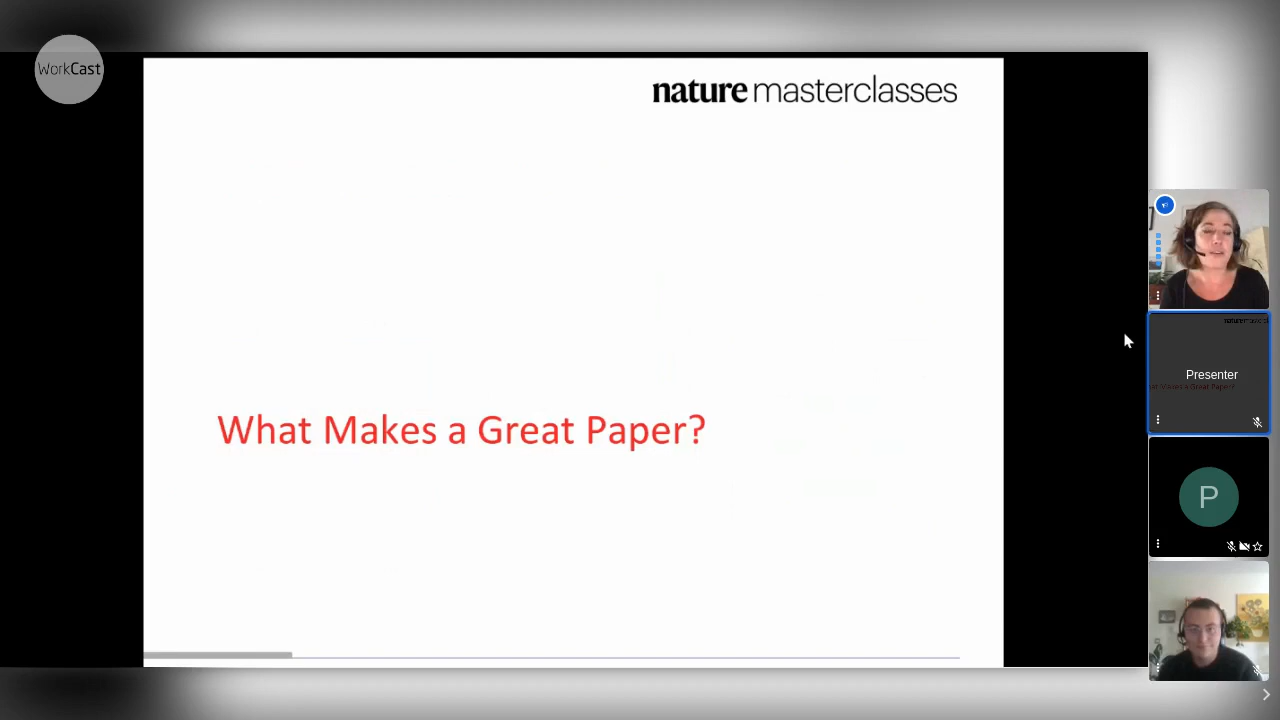 WorkCast
nature masterclasses
What Makes a Great Paper?
Presenter
P